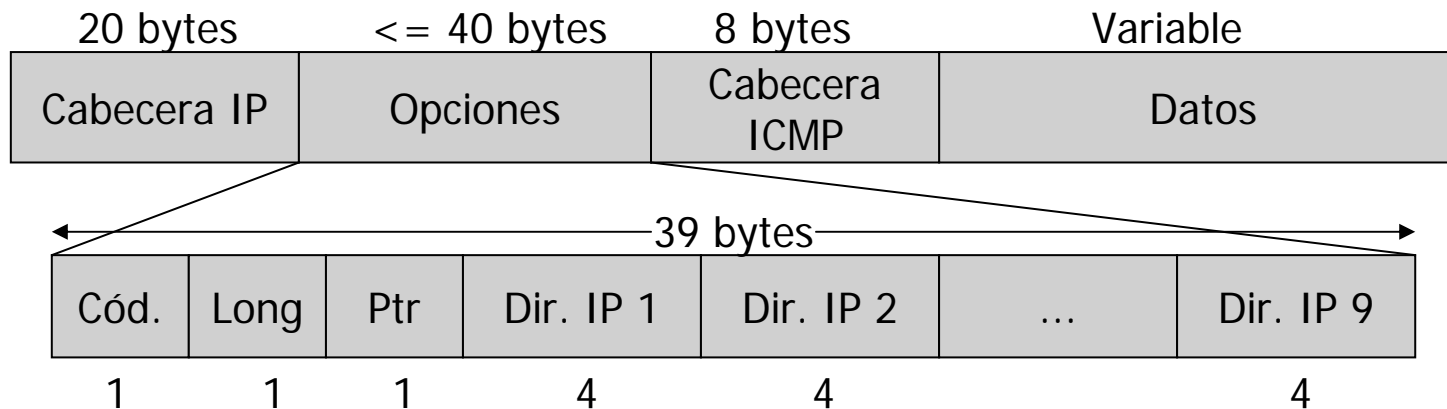 20 bytes <= 40 bytes 8 bytes Variable
Cabecera IP Opciones Cabecera ICMP Datos
39 bytes
Cód. Long Ptr Dir. IP 1 Dir. IP 2 ... Dir. IP 9
1 1 1 4 4 4